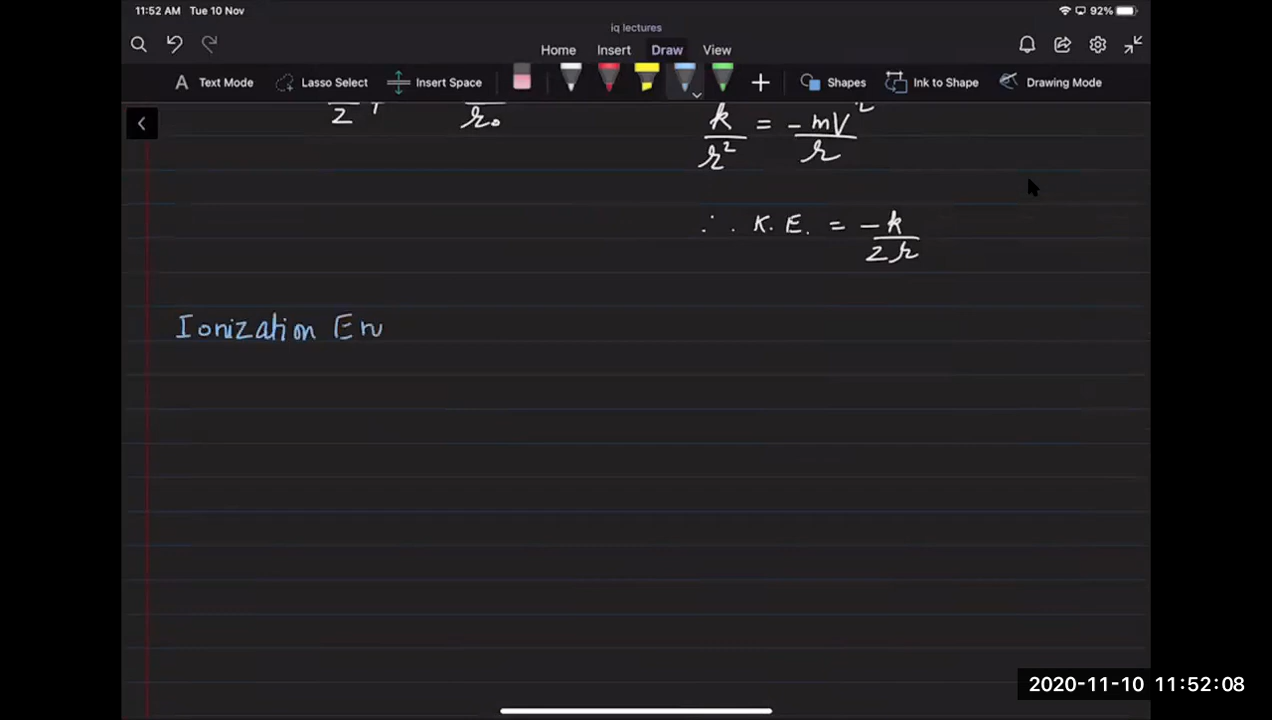 11:52 AM Tue 10 Nov
92%
iq lectures
Home Insert Draw View
A Text Mode Lasso Select Insert Space Shapes Ink to Shape Drawing Mode
k/r² = -mV²/r
∴ K.E. = -k/2r
Ionization En
2020-11-10 11:52:08